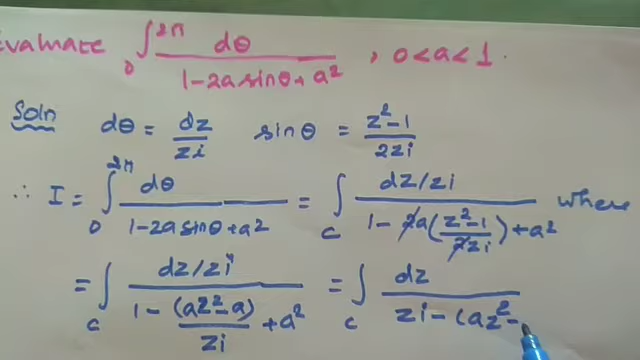 Evaluate ∫₀^{2π} dθ/(1-2a sinθ+a²) , 0<a<1.
Soln dθ = dz/zi sinθ = (z²-1)/2zi
∴ I = ∫₀^{2π} dθ/(1-2a sinθ+a²) = ∫_C (dz/zi)/(1-2a((z²-1)/2zi)+a²) where
= ∫_C (dz/zi)/(1-(az²-a)/zi+a²) = ∫_C dz/(zi-(az²-